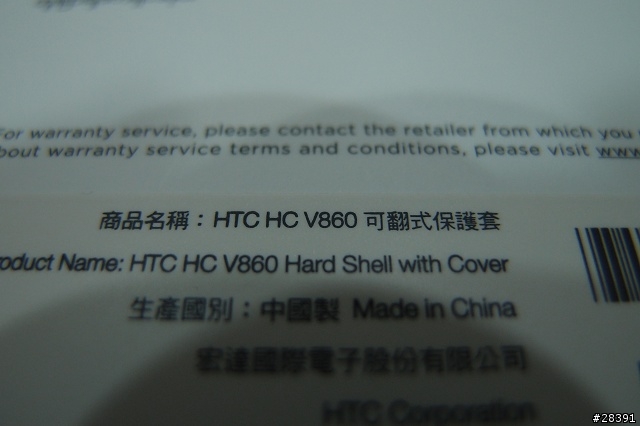 For warranty service, please contact the retailer from which you
about warranty service terms and conditions, please visit www
商品名稱：HTC HC V860 可翻式保護套
roduct Name: HTC HC V860 Hard Shell with Cover
生產國別：中國製 Made in China
宏達國際電子股份有限公司
HTC Corporation
#28391